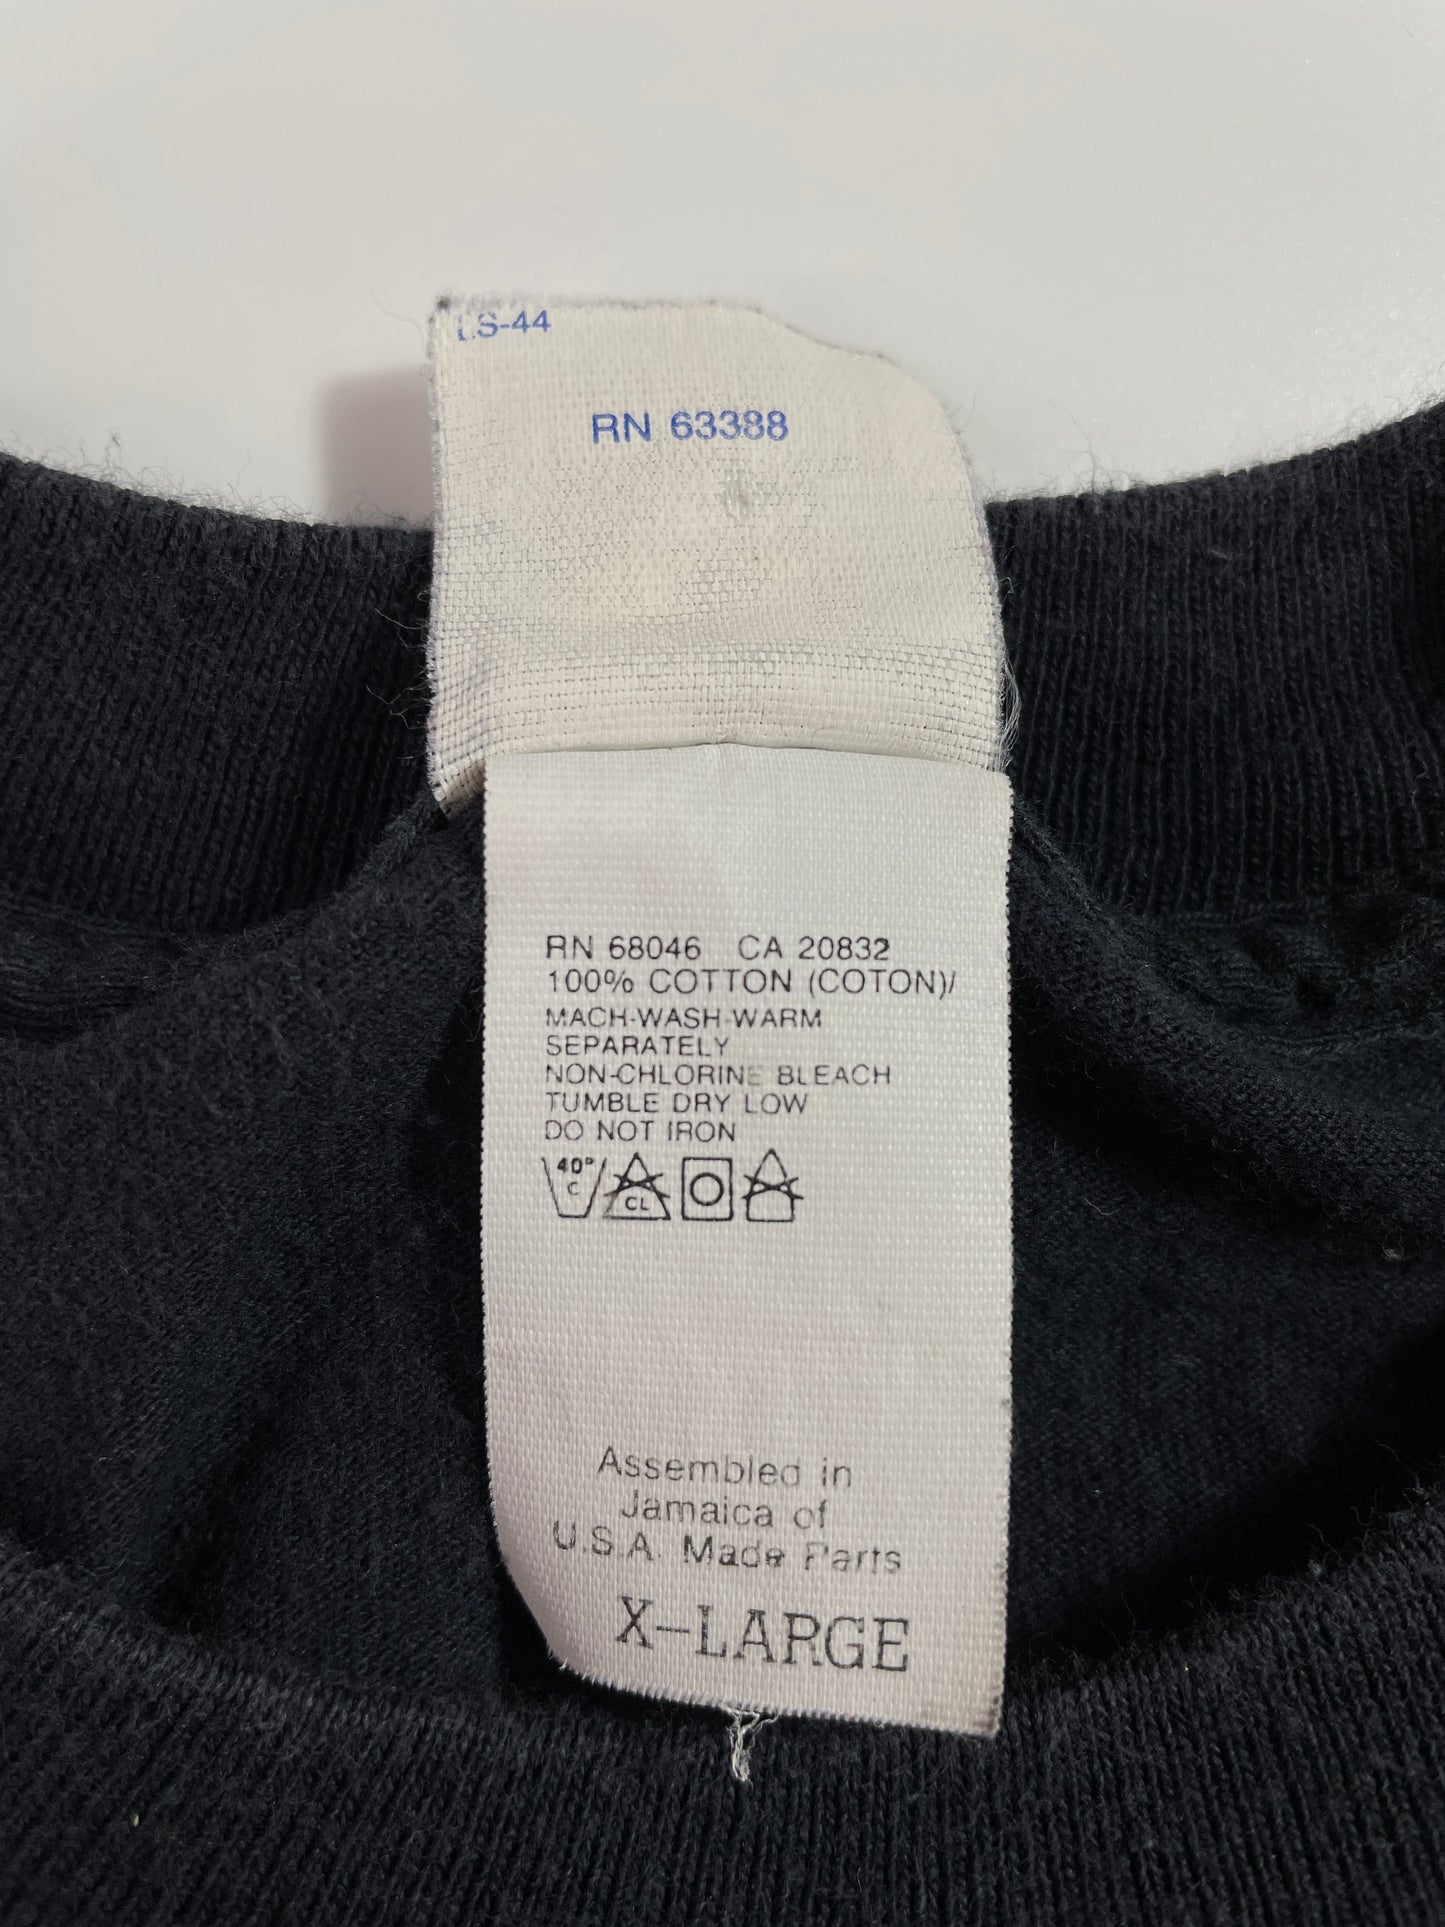 LS-44
RN 63388
RN 68046 CA 20832
100% COTTON (COTON)/
MACH-WASH-WARM
SEPARATELY
NON-CHLORINE BLEACH
TUMBLE DRY LOW
DO NOT IRON
40°
C
CL
Assembled in
Jamaica of
U.S.A. Made Parts
X-LARGE